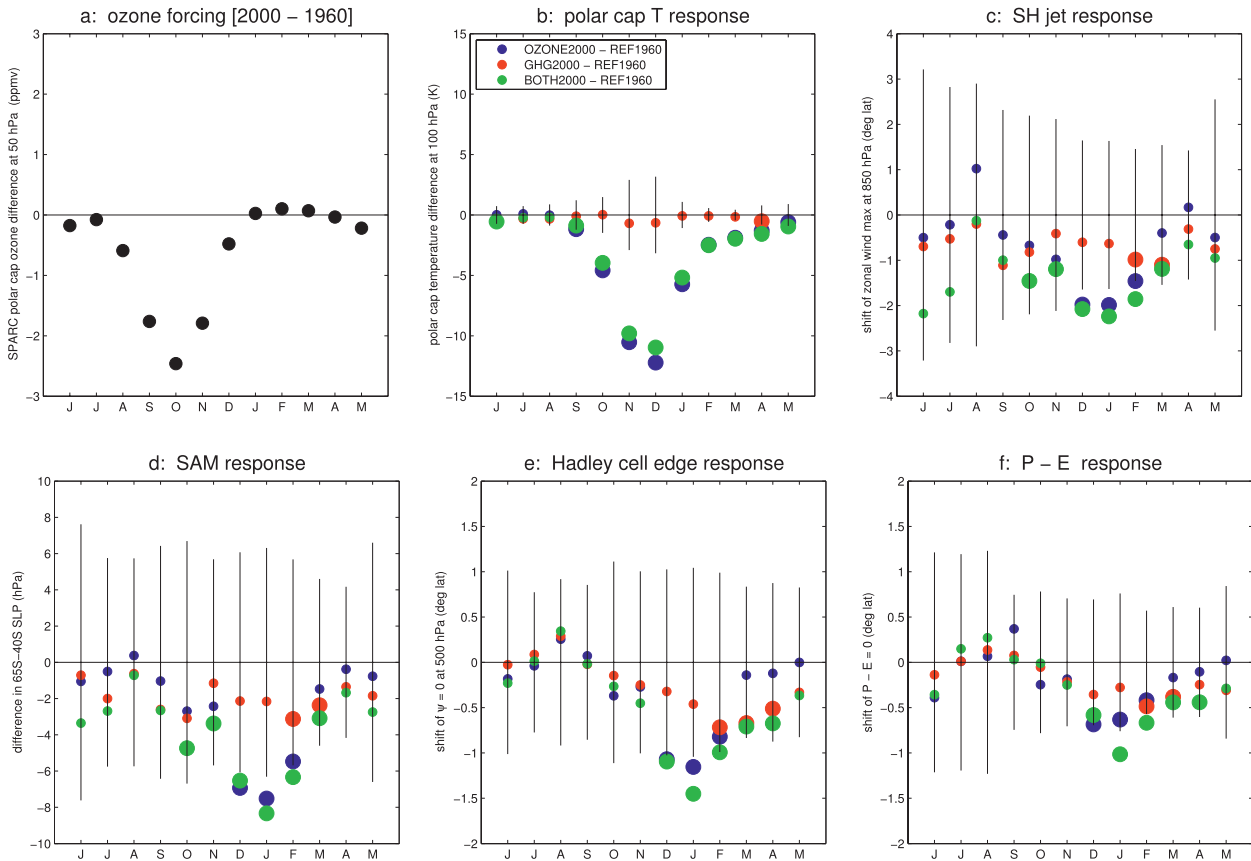 a: ozone forcing [2000 − 1960]
SPARC polar cap ozone difference at 50 hPa (ppmv)
3
2
1
0
−1
−2
−3
J J A S O N D J F M A M
b: polar cap T response
polar cap temperature difference at 100 hPa (K)
15
10
5
0
−5
−10
−15
OZONE2000 − REF1960
GHG2000 − REF1960
BOTH2000 − REF1960
J J A S O N D J F M A M
c: SH jet response
shift of zonal wind max at 850 hPa (deg lat)
4
3
2
1
0
−1
−2
−3
−4
J J A S O N D J F M A M
d: SAM response
difference in 65S−40S SLP (hPa)
10
8
6
4
2
0
−2
−4
−6
−8
−10
J J A S O N D J F M A M
e: Hadley cell edge response
shift of ψ = 0 at 500 hPa (deg lat)
2
1.5
1
0.5
0
−0.5
−1
−1.5
−2
J J A S O N D J F M A M
f: P − E response
shift of P − E = 0 (deg lat)
2
1.5
1
0.5
0
−0.5
−1
−1.5
−2
J J A S O N D J F M A M